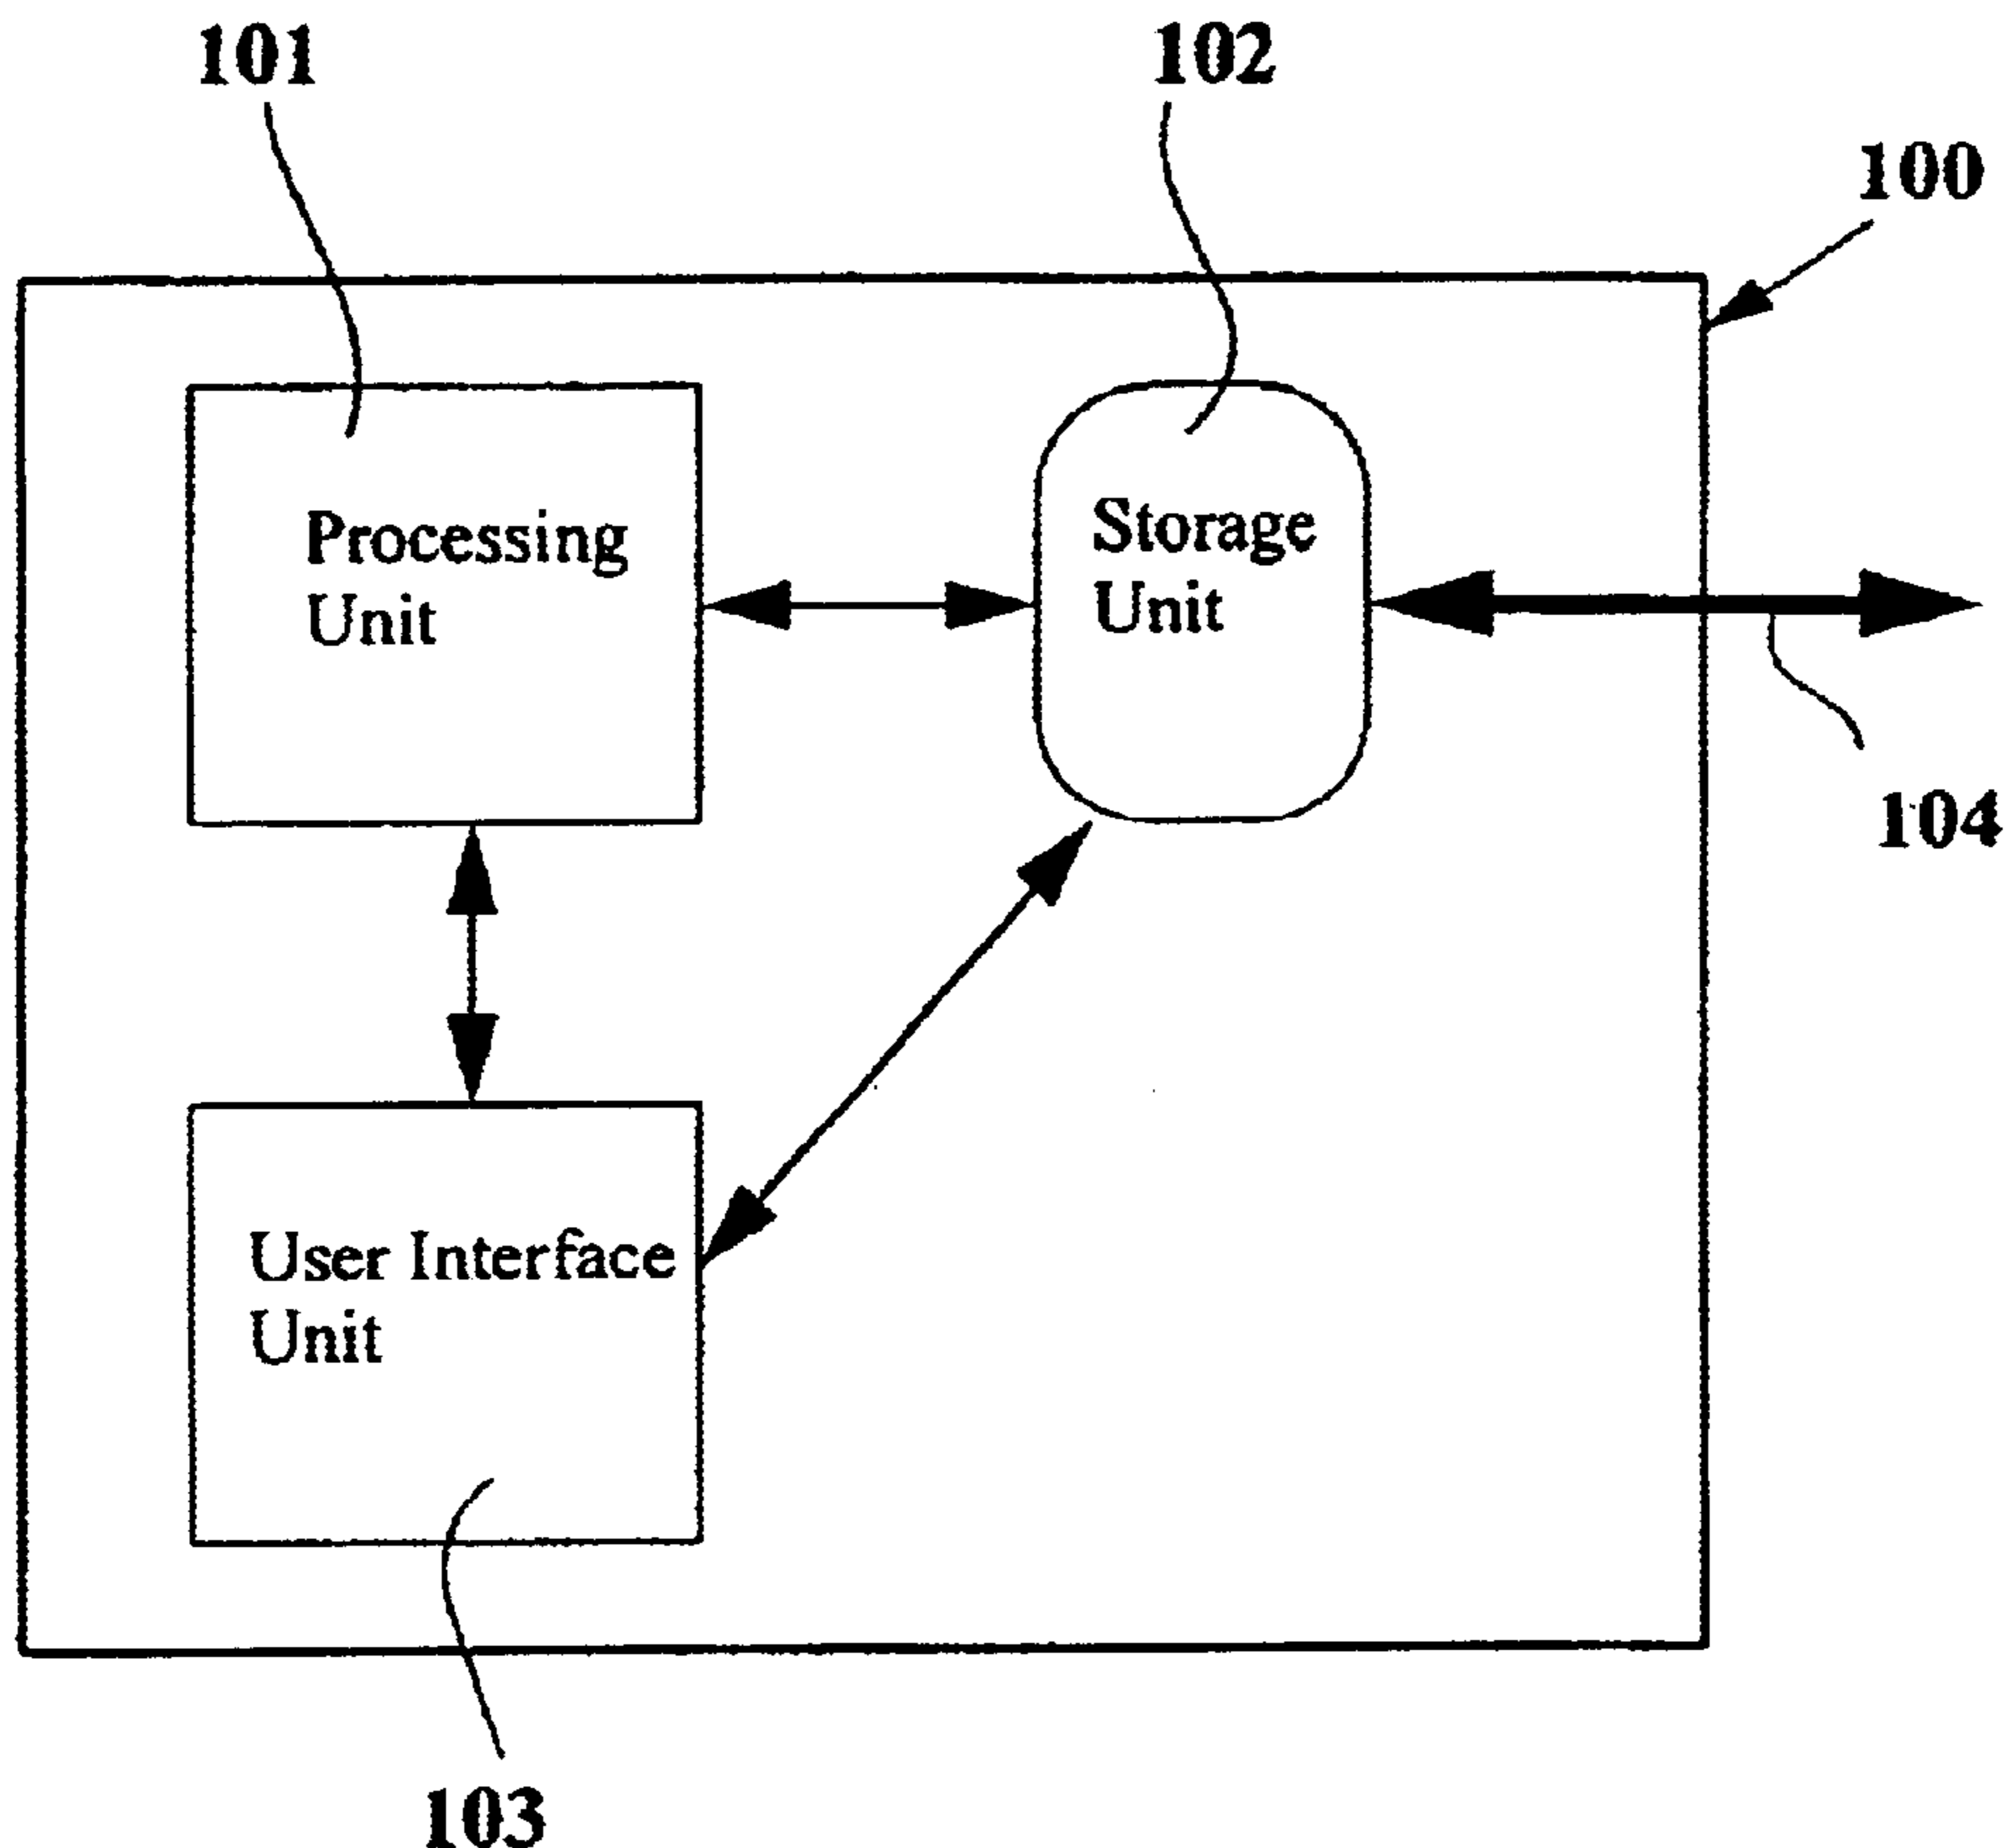 101
102
100
Processing
Unit
Storage
Unit
104
User Interface
Unit
103